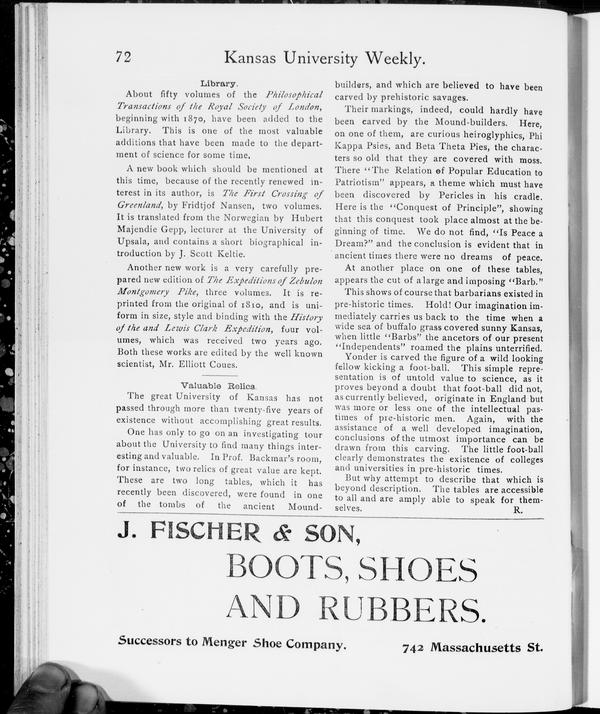 72 Kansas University Weekly.
Library.
About fifty volumes of the Philosophical
Transactions of the Royal Society of London,
beginning with 1870, have been added to the
Library. This is one of the most valuable
additions that have been made to the depart-
ment of science for some time.
A new book which should be mentioned at
this time, because of the recently renewed in-
terest in its author, is The First Crossing of
Greenland, by Fridtjof Nansen, two volumes.
It is translated from the Norwegian by Hubert
Majendie Gepp, lecturer at the University of
Upsala, and contains a short biographical in-
troduction by J. Scott Keltie.
Another new work is a very carefully pre-
pared new edition of The Expeditions of Zebulon
Montgomery Pike, three volumes. It is re-
printed from the original of 1810, and is uni-
form in size, style and binding with the History
of the and Lewis Clark Expedition, four vol-
umes, which was received two years ago.
Both these works are edited by the well known
scientist, Mr. Elliott Coues.
Valuable Relics.
The great University of Kansas has not
passed through more than twenty-five years of
existence without accomplishing great results.
One has only to go on an investigating tour
about the University to find many things inter-
esting and valuable. In Prof. Backmar's room,
for instance, two relics of great value are kept.
These are two long tables, which it has
recently been discovered, were found in one
of the tombs of the ancient Mound-
builders, and which are believed to have been
carved by prehistoric savages.
Their markings, indeed, could hardly have
been carved by the Mound-builders. Here,
on one of them, are curious heiroglyphics, Phi
Kappa Psies, and Beta Theta Pies, the charac-
ters so old that they are covered with moss.
There "The Relation of Popular Education to
Patriotism" appears, a theme which must have
been discovered by Pericles in his cradle.
Here is the "Conquest of Principle", showing
that this conquest took place almost at the be-
ginning of time. We do not find, "Is Peace a
Dream?" and the conclusion is evident that in
ancient times there were no dreams of peace.
At another place on one of these tables,
appears the cut of a large and imposing "Barb."
This shows of course that barbarians existed in
pre-historic times. Hold! Our imagination im-
mediately carries us back to the time when a
wide sea of buffalo grass covered sunny Kansas,
when little "Barbs" the ancetors of our present
"Independents" roamed the plains unterrified.
Yonder is carved the figure of a wild looking
fellow kicking a foot-ball. This simple repre-
sentation is of untold value to science, as it
proves beyond a doubt that foot-ball did not,
as currently believed, originate in England but
was more or less one of the intellectual pas-
times of pre-historic men. Again, with the
assistance of a well developed imagination,
conclusions of the utmost importance can be
drawn from this carving. The little foot-ball
clearly demonstrates the existence of colleges
and universities in pre-historic times.
But why attempt to describe that which is
beyond description. The tables are accessible
to all and are amply able to speak for them-
selves. R.
J. FISCHER & SON,
BOOTS, SHOES
AND RUBBERS.
Successors to Menger Shoe Company. 742 Massachusetts St.